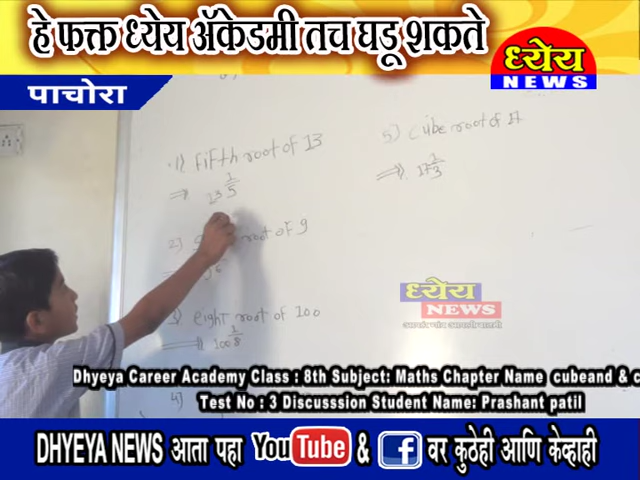 हे फक्त ध्येय ॲकेडमी तच घडू शकते
ध्येय
NEWS
पाचोरा
1) Fifth root of 13
⇒ 13^1/5
2) root of 9
3) eight root of 100
⇒ 100^1/8
4)
5) cube root of 17
⇒ 17^1/3
ध्येय
NEWS
Dhyeya Career Academy Class : 8th Subject: Maths Chapter Name cubeand & c
Test No : 3 Discusssion Student Name: Prashant patil
DHYEYA NEWS आता पहा YouTube & f वर कुठेही आणि केव्हाही